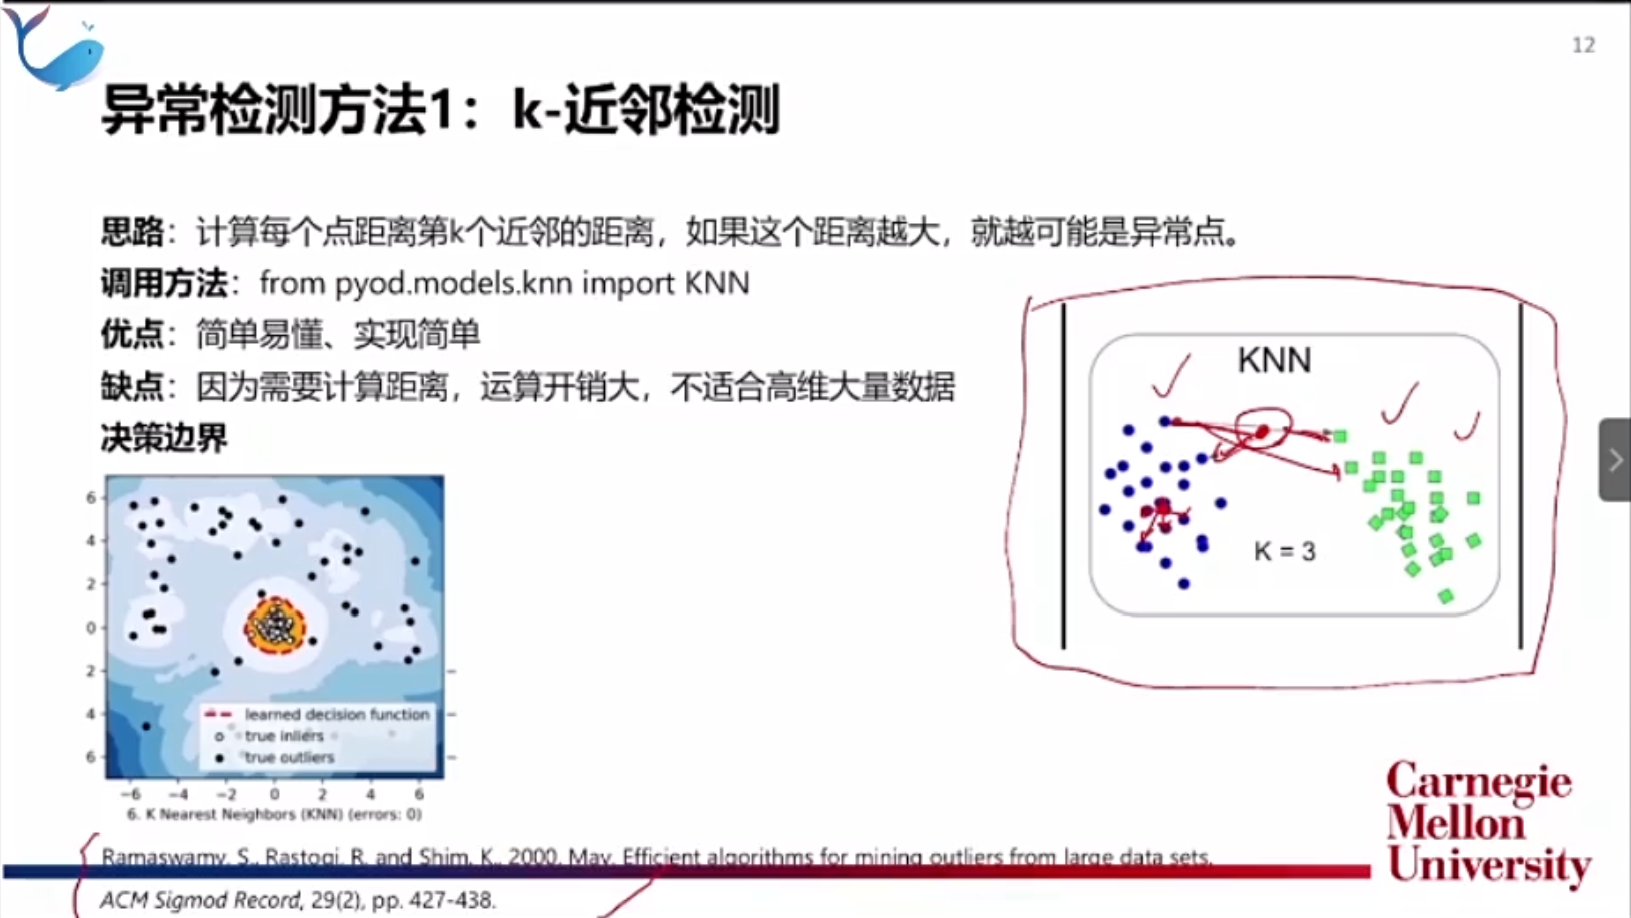 12
异常检测方法1：k-近邻检测
思路：计算每个点距离第k个近邻的距离，如果这个距离越大，就越可能是异常点。
调用方法：from pyod.models.knn import KNN
优点：简单易懂、实现简单
缺点：因为需要计算距离，运算开销大，不适合高维大量数据
决策边界
KNN
K = 3
6
4
2
0
2
4
6
learned decision function
true inliers
true outliers
−6 −4 −2 0 2 4 6
6. K Nearest Neighbors (KNN) (errors: 0)
Ramaswamy, S., Rastogi, R. and Shim, K., 2000, May. Efficient algorithms for mining outliers from large data sets.
ACM Sigmod Record, 29(2), pp. 427-438.
Carnegie
Mellon
University